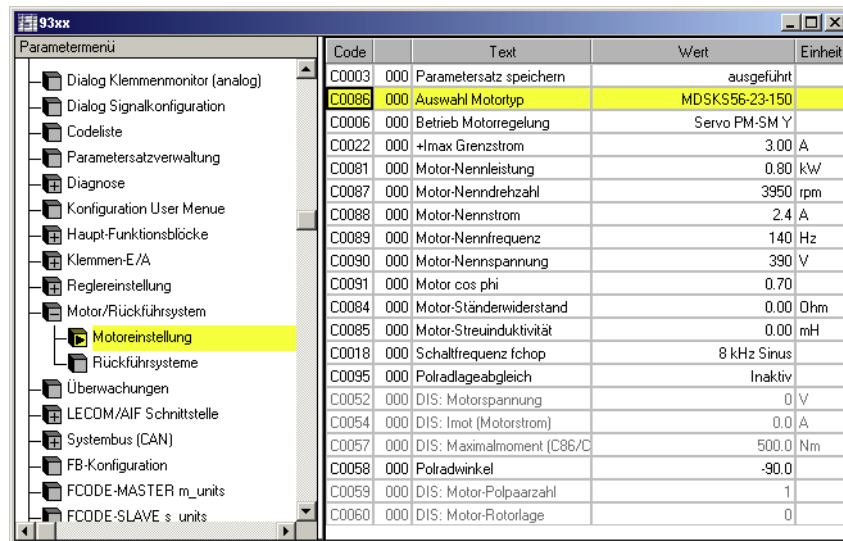 93xx
Parametermenü
Dialog Klemmenmonitor (analog)
Dialog Signalkonfiguration
Codeliste
Parametersatzverwaltung
Diagnose
Konfiguration User Menue
Haupt-Funktionsblöcke
Klemmen-E/A
Reglereinstellung
Motor/Rückführsystem
Motoreinstellung
Rückführsysteme
Überwachungen
LECOM/AIF Schnittstelle
Systembus (CAN)
FB-Konfiguration
FCODE-MASTER m_units
FCODE-SLAVE s_units
Code Text Wert Einheit
C0003 000 Parametersatz speichern ausgeführt
C0086 000 Auswahl Motortyp MDSKS56-23-150
C0006 000 Betrieb Motorregelung Servo PM-SM Y
C0022 000 +Imax Grenzstrom 3.00 A
C0081 000 Motor-Nennleistung 0.80 kW
C0087 000 Motor-Nenndrehzahl 3950 rpm
C0088 000 Motor-Nennstrom 2.4 A
C0089 000 Motor-Nennfrequenz 140 Hz
C0090 000 Motor-Nennspannung 390 V
C0091 000 Motor cos phi 0.70
C0084 000 Motor-Ständerwiderstand 0.00 Ohm
C0085 000 Motor-Streuinduktivität 0.00 mH
C0018 000 Schaltfrequenz fchop 8 kHz Sinus
C0095 000 Polradlageabgleich Inaktiv
C0052 000 DIS: Motorspannung 0 V
C0054 000 DIS: Imot (Motorstrom) 0.0 A
C0057 000 DIS: Maximalmoment (C86/C 500.0 Nm
C0058 000 Polradwinkel -90.0
C0059 000 DIS: Motor-Polpaarzahl 1
C0060 000 DIS: Motor-Rotorlage 0